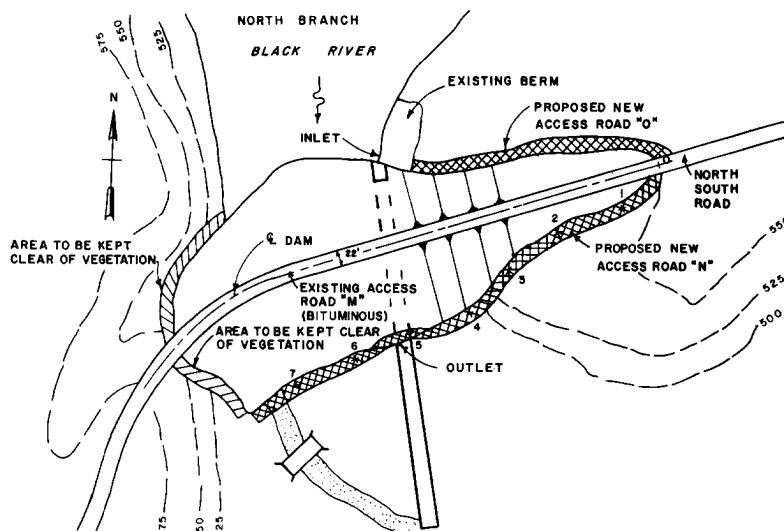 NORTH BRANCH
BLACK RIVER
575
550
525
N
EXISTING BERM
PROPOSED NEW
ACCESS ROAD "O"
INLET
NORTH
SOUTH
ROAD
AREA TO BE KEPT
CLEAR OF VEGETATION
℄ DAM
22'
1
2
3
4
5
6
7
PROPOSED NEW
ACCESS ROAD "N"
EXISTING ACCESS
ROAD "M"
(BITUMINOUS)
AREA TO BE KEPT CLEAR
OF VEGETATION
OUTLET
550
525
500
75
50
25